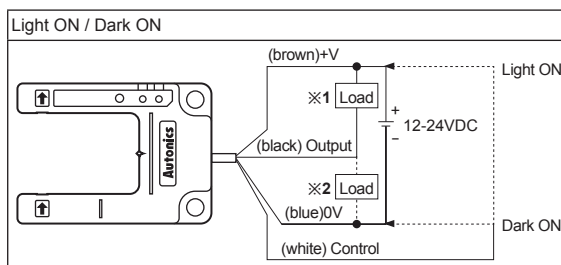 Light ON / Dark ON
(brown)+V
Light ON
※1 Load
+
12-24VDC
−
(black) Output
Autonics
※2 Load
(blue)0V
Dark ON
(white) Control